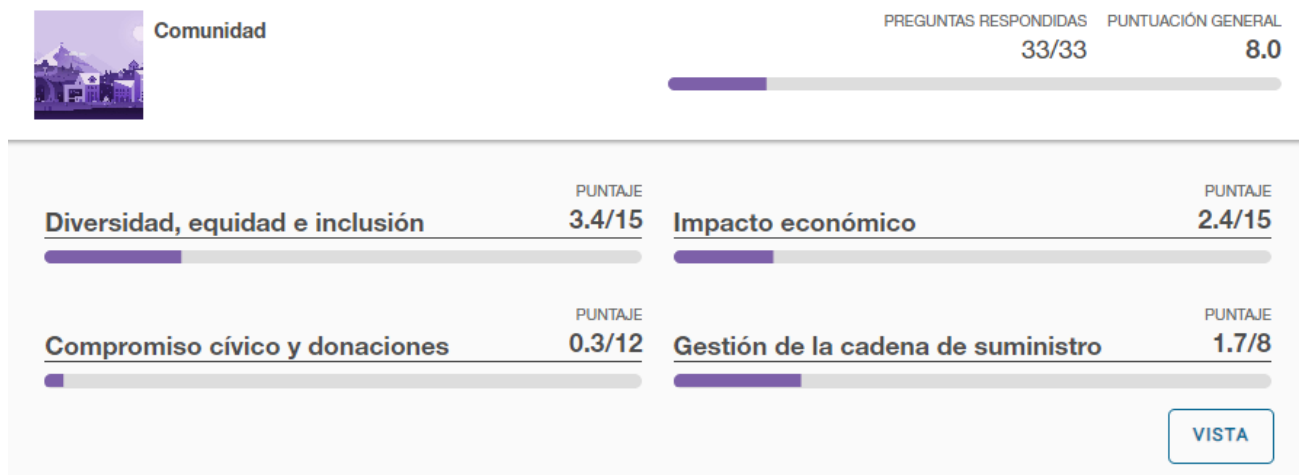 Comunidad
PREGUNTAS RESPONDIDAS
33/33
PUNTUACIÓN GENERAL
8.0
Diversidad, equidad e inclusión
PUNTAJE
3.4/15
Impacto económico
PUNTAJE
2.4/15
Compromiso cívico y donaciones
PUNTAJE
0.3/12
Gestión de la cadena de suministro
PUNTAJE
1.7/8
VISTA